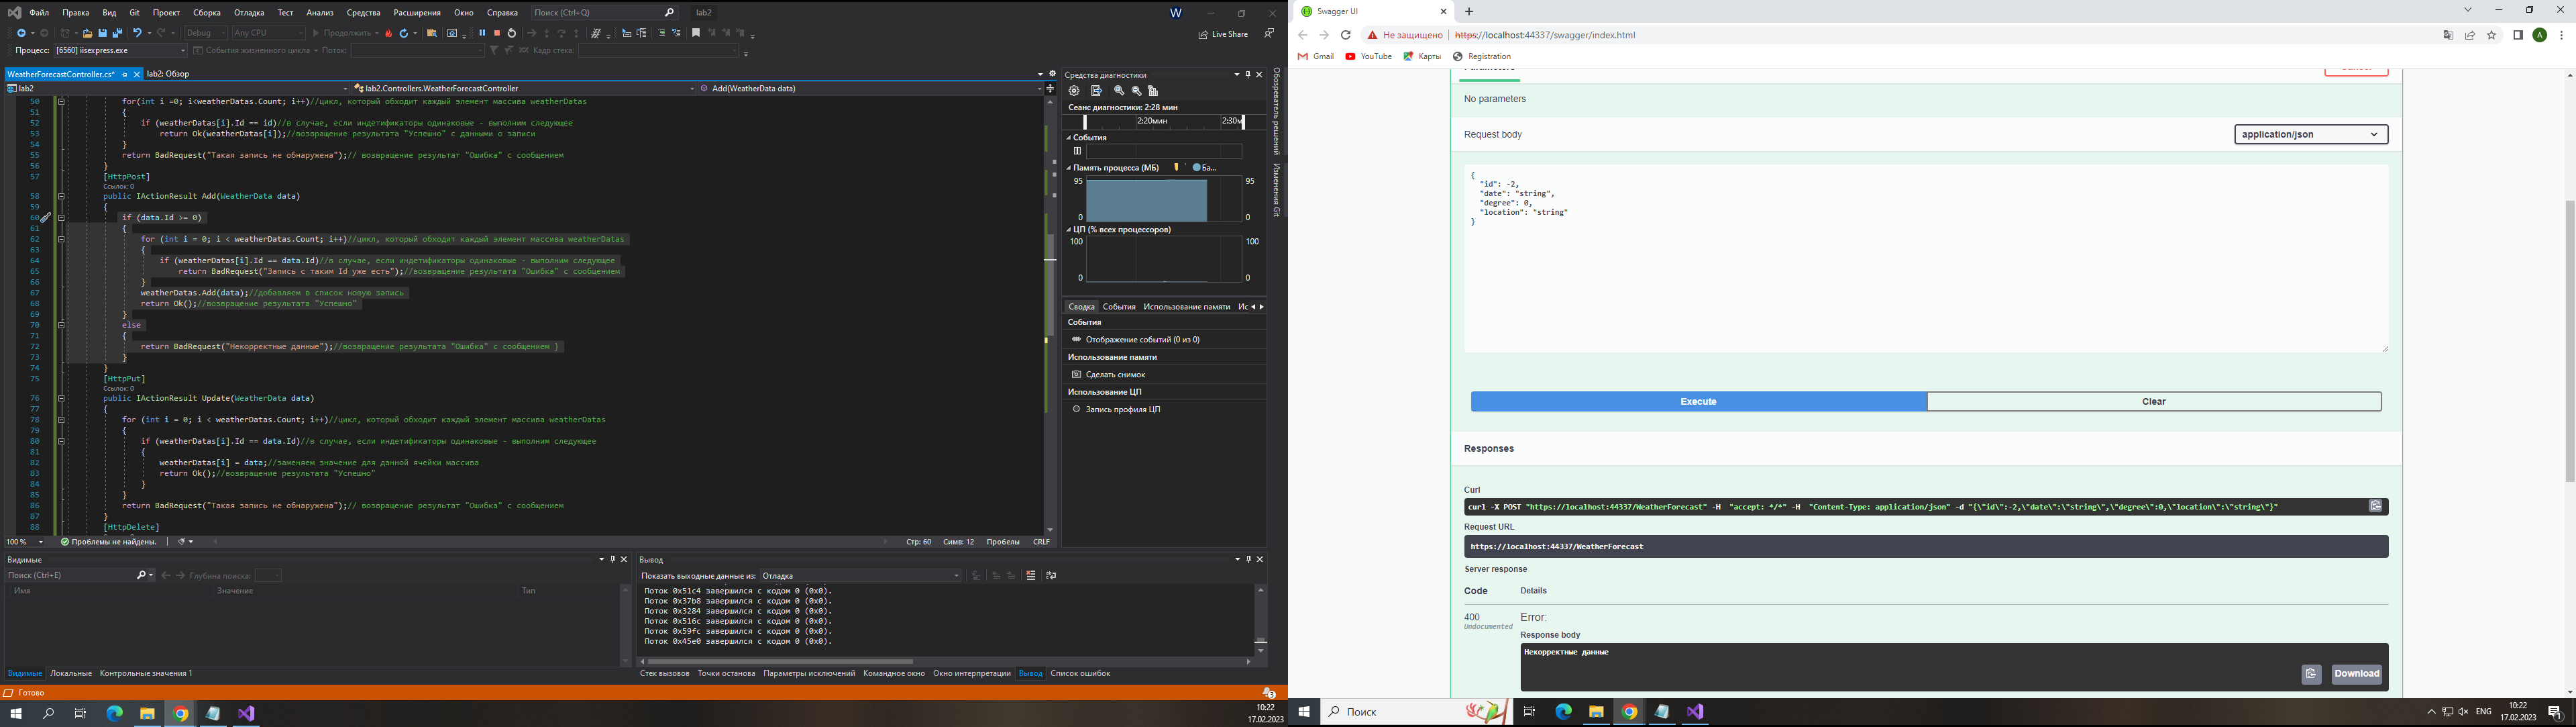 Файл Правка Вид Git Проект Сборка Отладка Тест Анализ Средства Расширения Окно Справка Поиск (Ctrl+Q) lab2
Debug Any CPU Продолжить Live Share
Процесс: [6560] iisexpress.exe События жизненного цикла Поток: Кадр стека:
WeatherForecastController.cs* lab2: Обзор
lab2 lab2.Controllers.WeatherForecastController Add(WeatherData data)
50 for(int i =0; i<weatherDatas.Count; i++)//цикл, который обходит каждый элемент массива weatherDatas
51 {
52 if (weatherDatas[i].Id == id)//в случае, если индетификаторы одинаковые - выполним следующее
53 return Ok(weatherDatas[i]);//возвращение результата "Успешно" с данными о записи
54 }
55 return BadRequest("Такая запись не обнаружена");// возвращение результат "Ошибка" с сообщением
56 }
57 [HttpPost]
Ссылок: 0
58 public IActionResult Add(WeatherData data)
59 {
60 if (data.Id >= 0)
61 {
62 for (int i = 0; i < weatherDatas.Count; i++)//цикл, который обходит каждый элемент массива weatherDatas
63 {
64 if (weatherDatas[i].Id == data.Id)//в случае, если индетификаторы одинаковые - выполним следующее
65 return BadRequest("Запись с таким Id уже есть");//возвращение результата "Ошибка" с сообщением
66 }
67 weatherDatas.Add(data);//добавляем в список новую запись
68 return Ok();//возвращение результата "Успешно"
69 }
70 else
71 {
72 return BadRequest("Некорректные данные");//возвращение результата "Ошибка" с сообщением }
73 }
74 }
75 [HttpPut]
Ссылок: 0
76 public IActionResult Update(WeatherData data)
77 {
78 for (int i = 0; i < weatherDatas.Count; i++)//цикл, который обходит каждый элемент массива weatherDatas
79 {
80 if (weatherDatas[i].Id == data.Id)//в случае, если индетификаторы одинаковые - выполним следующее
81 {
82 weatherDatas[i] = data;//заменяем значение для данной ячейки массива
83 return Ok();//возвращение результата "Успешно"
84 }
85 }
86 return BadRequest("Такая запись не обнаружена");// возвращение результат "Ошибка" с сообщением
87 }
88 [HttpDelete]
100 % Проблемы не найдены. Стр: 60 Симв: 12 Пробелы CRLF
Средства диагностики
Сеанс диагностики: 2:28 мин
2:20мин 2:30м
События
Память процесса (МБ) Ба...
95 95
0 0
ЦП (% всех процессоров)
100 100
0 0
Сводка События Использование памяти Ис
События
Отображение событий (0 из 0)
Использование памяти
Сделать снимок
Использование ЦП
Запись профиля ЦП
Обозреватель решений
Изменения Git
Видимые
Поиск (Ctrl+E) Глубина поиска:
Имя Значение Тип
Видимые Локальные Контрольные значения 1
Вывод
Показать выходные данные из: Отладка
Поток 0x51c4 завершился с кодом 0 (0x0).
Поток 0x37b8 завершился с кодом 0 (0x0).
Поток 0x3284 завершился с кодом 0 (0x0).
Поток 0x516c завершился с кодом 0 (0x0).
Поток 0x59fc завершился с кодом 0 (0x0).
Поток 0x45e0 завершился с кодом 0 (0x0).
Стек вызовов Точки останова Параметры исключений Командное окно Окно интерпретации Вывод Список ошибок
Готово
3
10:22
17.02.2023
Swagger UI
Не защищено https://localhost:44337/swagger/index.html
A
Gmail YouTube Карты Registration
No parameters
Request body application/json
{
"id": -2,
"date": "string",
"degree": 0,
"location": "string"
}
Execute Clear
Responses
Curl
curl -X POST "https://localhost:44337/WeatherForecast" -H "accept: */*" -H "Content-Type: application/json" -d "{\"id\":-2,\"date\":\"string\",\"degree\":0,\"location\":\"string\"}"
Request URL
https://localhost:44337/WeatherForecast
Server response
Code Details
400 Error:
Undocumented
Response body
Некорректные данные
Download
Поиск
ENG
10:22
17.02.2023